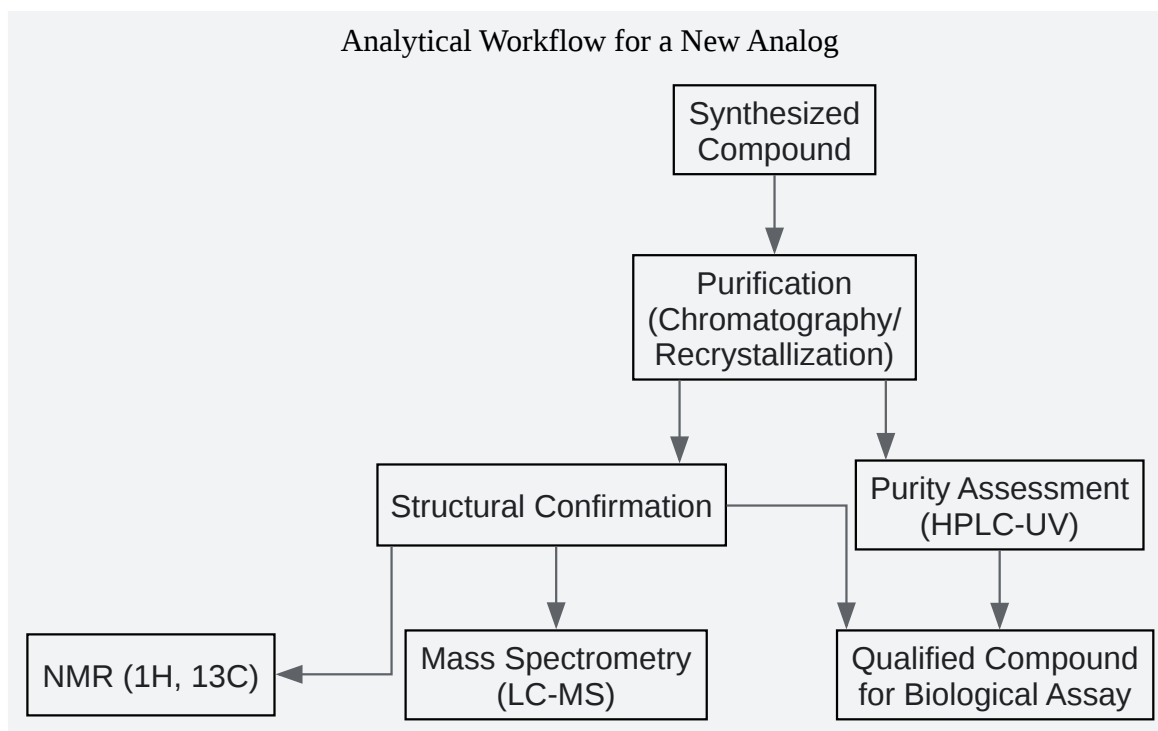 Analytical Workflow for a New Analog
Synthesized
Compound
Purification
(Chromatography/
Recrystallization)
Structural Confirmation
Purity Assessment
(HPLC-UV)
NMR (1H, 13C)
Mass Spectrometry
(LC-MS)
Qualified Compound
for Biological Assay